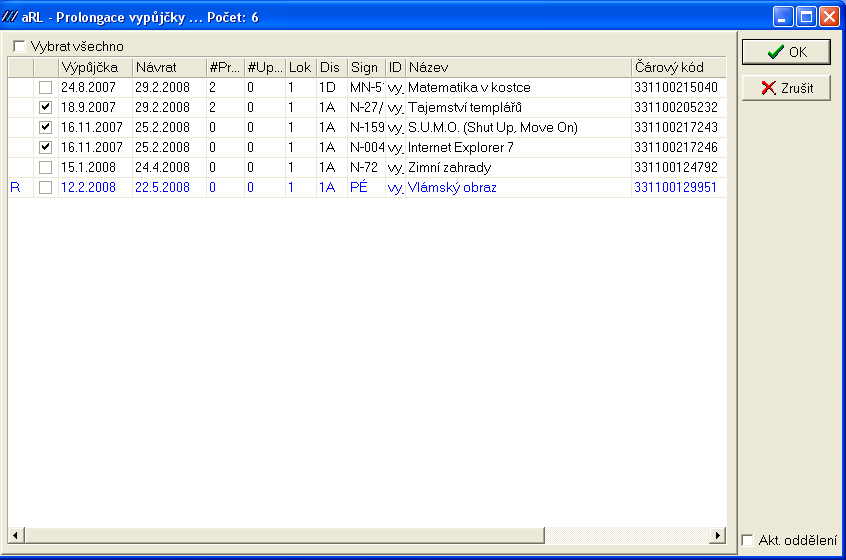 aRL - Prolongace vypůjčky ... Počet: 6
Vybrat všechno
Výpůjčka Návrat #Pr... #Up... Lok Dis Sign ID Název Čárový kód
24.8.2007 29.2.2008 2 0 1 1D MN-5 vy Matematika v kostce 331100215040
18.9.2007 29.2.2008 2 0 1 1A N-27/ vy Tajemství templářů 331100205232
16.11.2007 25.2.2008 0 0 1 1A N-159 vy S.U.M.O. (Shut Up, Move On) 331100217243
16.11.2007 25.2.2008 0 0 1 1A N-004 vy Internet Explorer 7 331100217246
15.1.2008 24.4.2008 0 0 1 1A N-72 vy Zimní zahrady 331100124792
R 12.2.2008 22.5.2008 0 0 1 1A PÉ vy Vlámský obraz 331100129951
OK
Zrušit
Akt. oddělení